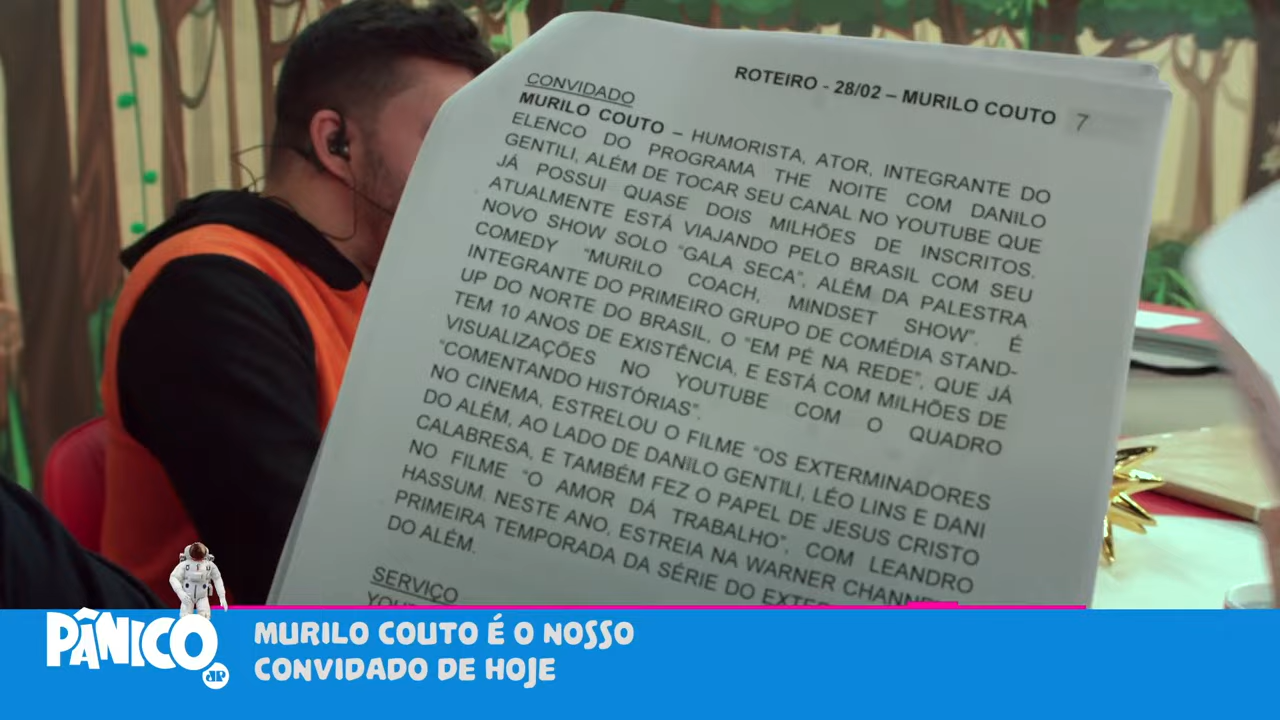 ROTEIRO - 28/02 – MURILO COUTO 7
CONVIDADO
MURILO COUTO – HUMORISTA, ATOR, INTEGRANTE DO
ELENCO DO PROGRAMA THE NOITE COM DANILO
GENTILI, ALÉM DE TOCAR SEU CANAL NO YOUTUBE QUE
JÁ POSSUI QUASE DOIS MILHÕES DE INSCRITOS.
ATUALMENTE ESTÁ VIAJANDO PELO BRASIL COM SEU
NOVO SHOW SOLO "GALA SECA", ALÉM DA PALESTRA
COMEDY "MURILO COACH, MINDSET SHOW". É
INTEGRANTE DO PRIMEIRO GRUPO DE COMÉDIA STAND-
UP DO NORTE DO BRASIL, O "EM PÉ NA REDE", QUE JÁ
TEM 10 ANOS DE EXISTÊNCIA, E ESTÁ COM MILHÕES DE
VISUALIZAÇÕES NO YOUTUBE COM O QUADRO
"COMENTANDO HISTÓRIAS".
NO CINEMA, ESTRELOU O FILME "OS EXTERMINADORES
DO ALÉM, AO LADO DE DANILO GENTILI, LÉO LINS E DANI
CALABRESA, E TAMBÉM FEZ O PAPEL DE JESUS CRISTO
NO FILME "O AMOR DÁ TRABALHO", COM LEANDRO
HASSUM. NESTE ANO, ESTREIA NA WARNER CHANNEL
PRIMEIRA TEMPORADA DA SÉRIE DO
DO ALÉM.
SERVIÇO
PÂNICO JP
MURILO COUTO É O NOSSO
CONVIDADO DE HOJE